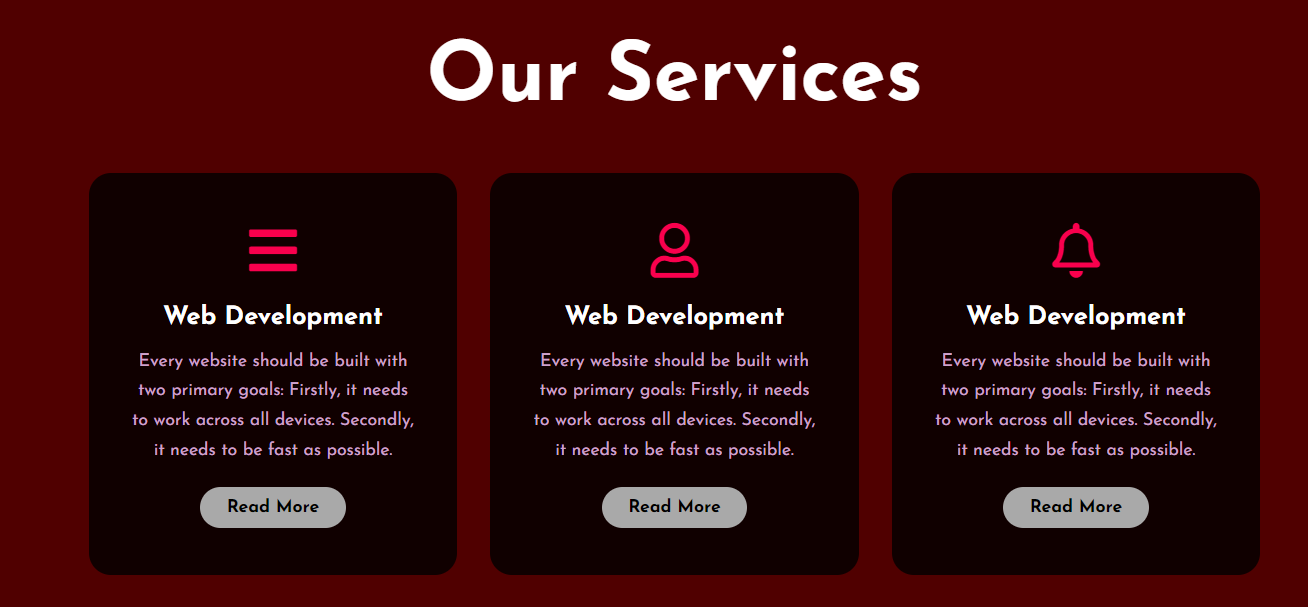 Our Services
Web Development
Every website should be built with
two primary goals: Firstly, it needs
to work across all devices. Secondly,
it needs to be fast as possible.
Read More
Web Development
Every website should be built with
two primary goals: Firstly, it needs
to work across all devices. Secondly,
it needs to be fast as possible.
Read More
Web Development
Every website should be built with
two primary goals: Firstly, it needs
to work across all devices. Secondly,
it needs to be fast as possible.
Read More